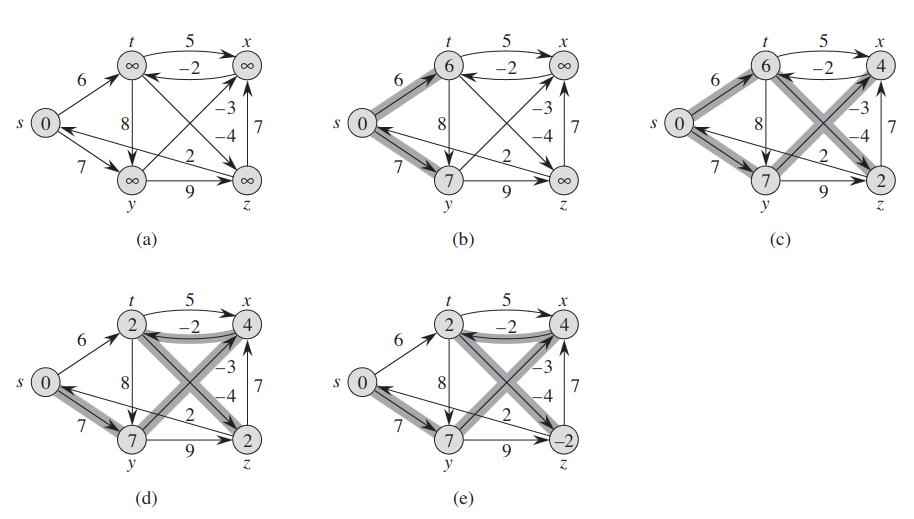 t 5 x t 5 x t 5 x
∞ −2 ∞ 6 −2 ∞ 6 −2 4
6 6 6
−3 −3 −3
s 0 8 −4 7 s 0 8 −4 7 s 0 8 −4 7
7 2 7 2 7 2
∞ 9 ∞ 7 9 ∞ 7 9 2
y z y z y z
(a) (b) (c)
t 5 x t 5 x
2 −2 4 2 −2 4
6 6
−3 −3
s 0 8 −4 7 s 0 8 −4 7
7 2 7 2
7 9 2 7 9 −2
y z y z
(d) (e)